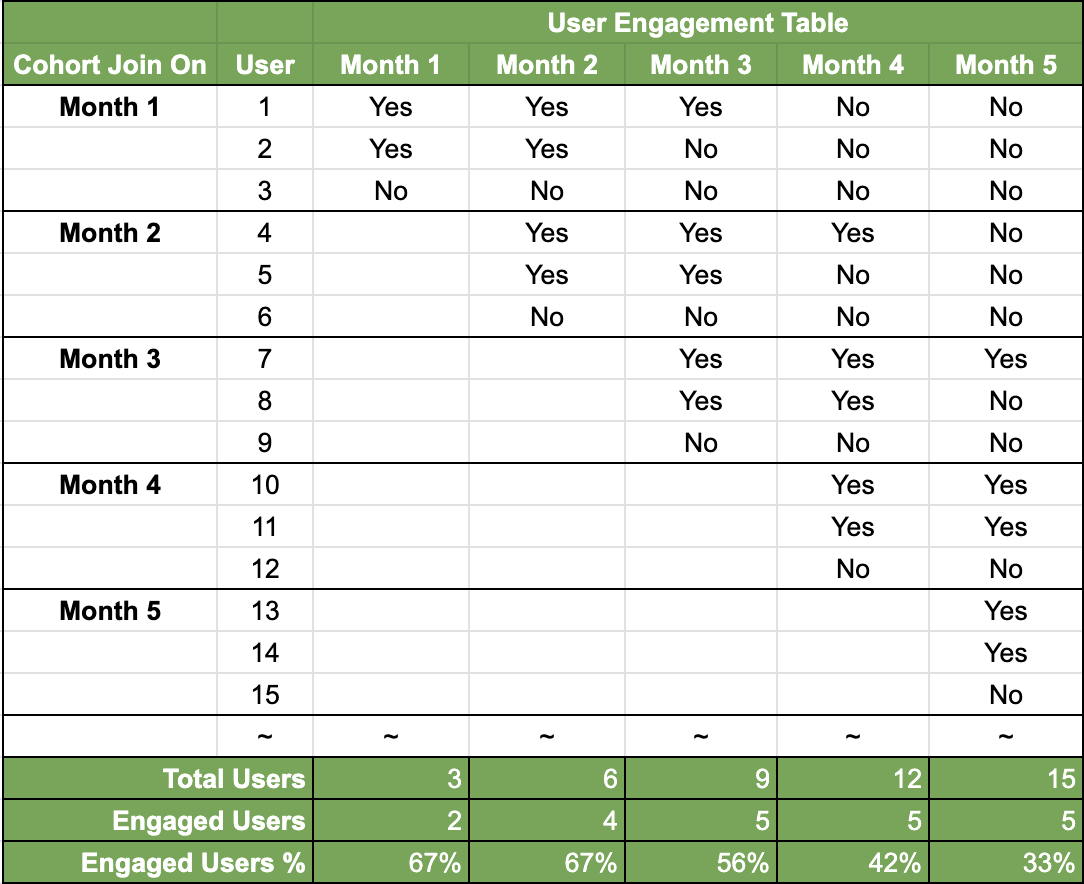 User Engagement Table
Cohort Join On User Month 1 Month 2 Month 3 Month 4 Month 5
Month 1 1 Yes Yes Yes No No
2 Yes Yes No No No
3 No No No No No
Month 2 4 Yes Yes Yes No
5 Yes Yes No No
6 No No No No
Month 3 7 Yes Yes Yes
8 Yes Yes No
9 No No No
Month 4 10 Yes Yes
11 Yes Yes
12 No No
Month 5 13 Yes
14 Yes
15 No
~ ~ ~ ~ ~ ~
Total Users 3 6 9 12 15
Engaged Users 2 4 5 5 5
Engaged Users % 67% 67% 56% 42% 33%